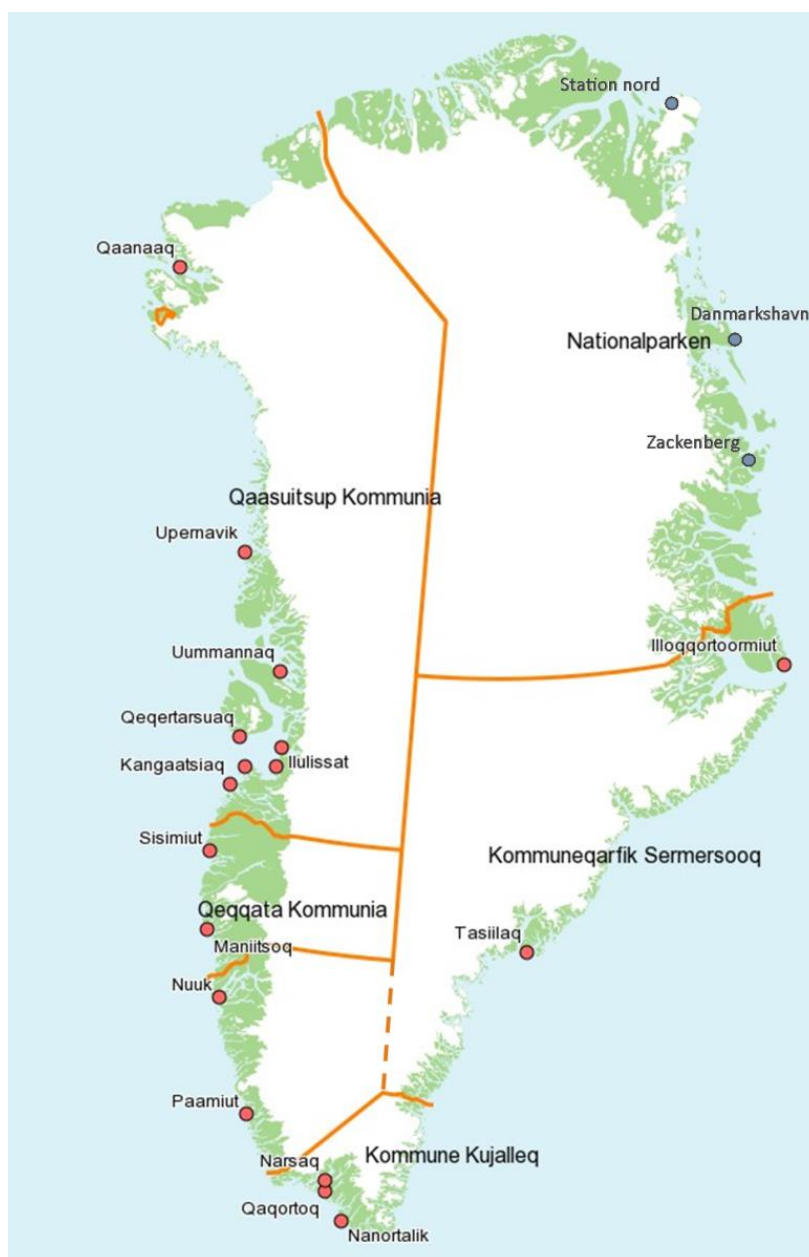 Station nord
Qaanaaq
Danmarkshavn
Nationalparken
Zackenberg
Qaasuitsup Kommunia
Upernavik
Illoqqortoormiut
Uummannaq
Qeqertarsuaq
Kangaatsiaq
Ilulissat
Sisimiut
Kommuneqarfik Sermersooq
Qeqqata Kommunia
Tasiilaq
Maniitsoq
Nuuk
Paamiut
Narsaq
Kommune Kujalleq
Qaqortoq
Nanortalik